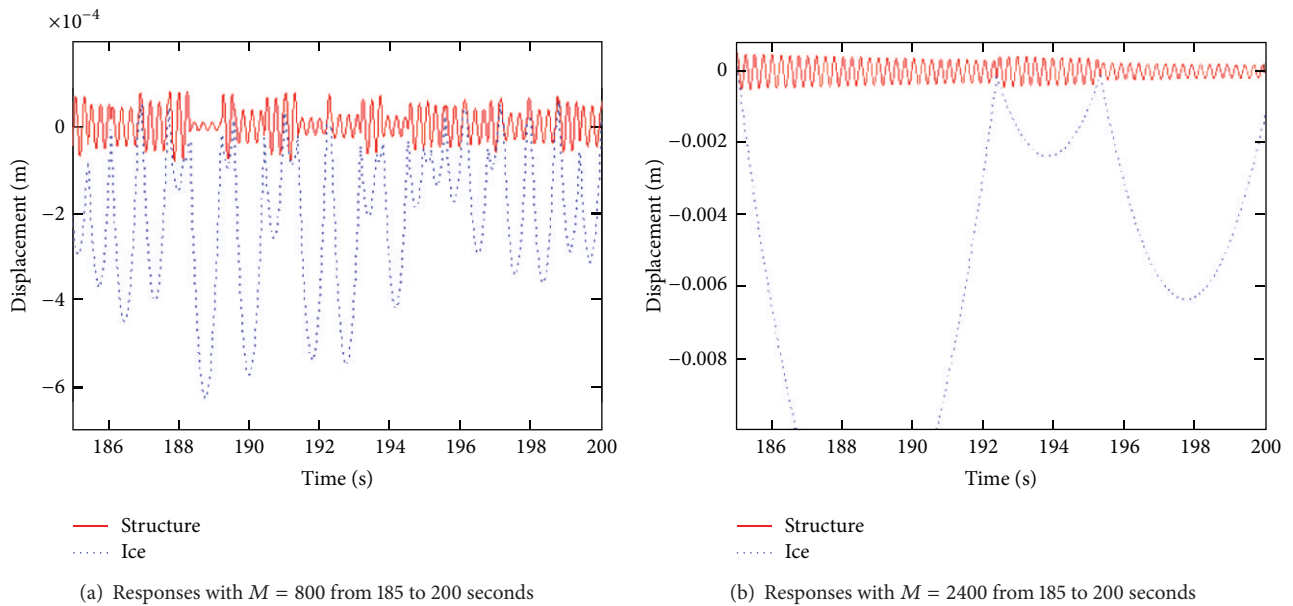 ×10−4
0
−2
−4
−6
Displacement (m)
186 188 190 192 194 196 198 200
Time (s)
Structure
Ice
(a) Responses with M = 800 from 185 to 200 seconds
0
−0.002
−0.004
−0.006
−0.008
Displacement (m)
186 188 190 192 194 196 198 200
Time (s)
Structure
Ice
(b) Responses with M = 2400 from 185 to 200 seconds